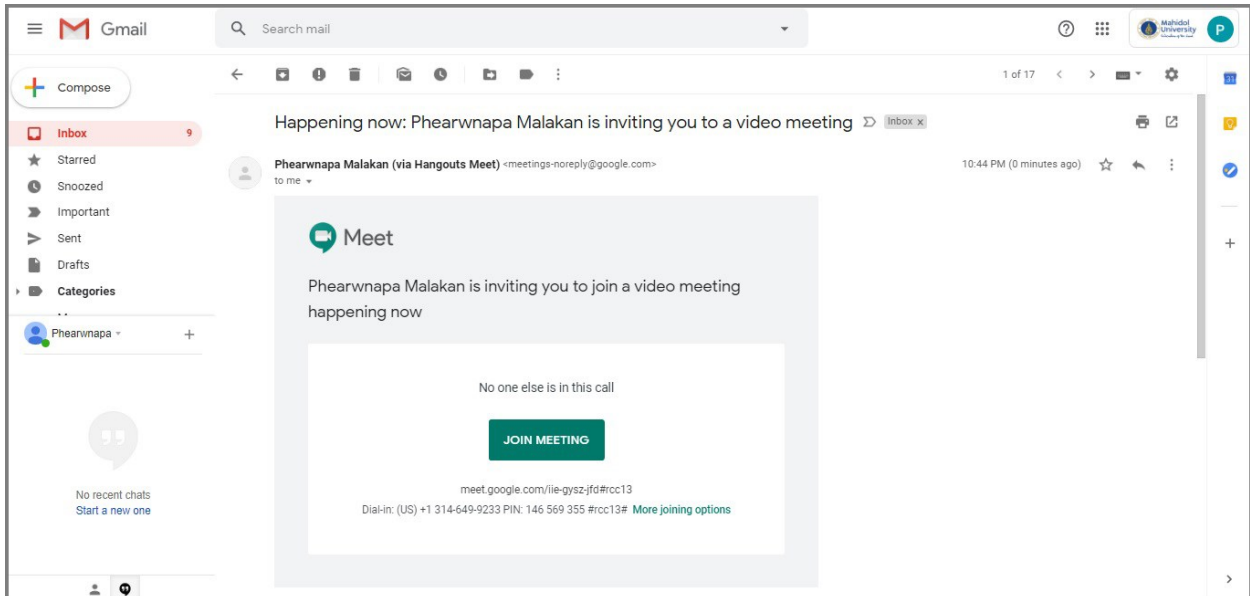 Gmail
Search mail
Mahidol
University
P
Compose
1 of 17
Inbox 9
Starred
Snoozed
Important
Sent
Drafts
Categories
Phearwnapa
No recent chats
Start a new one
Happening now: Phearwnapa Malakan is inviting you to a video meeting Inbox x
Phearwnapa Malakan (via Hangouts Meet) <meetings-noreply@google.com> 10:44 PM (0 minutes ago)
to me
Meet
Phearwnapa Malakan is inviting you to join a video meeting
happening now
No one else is in this call
JOIN MEETING
meet.google.com/iie-gysz-jfd#rcc13
Dial-in: (US) +1 314-649-9233 PIN: 146 569 355 #rcc13# More joining options
31